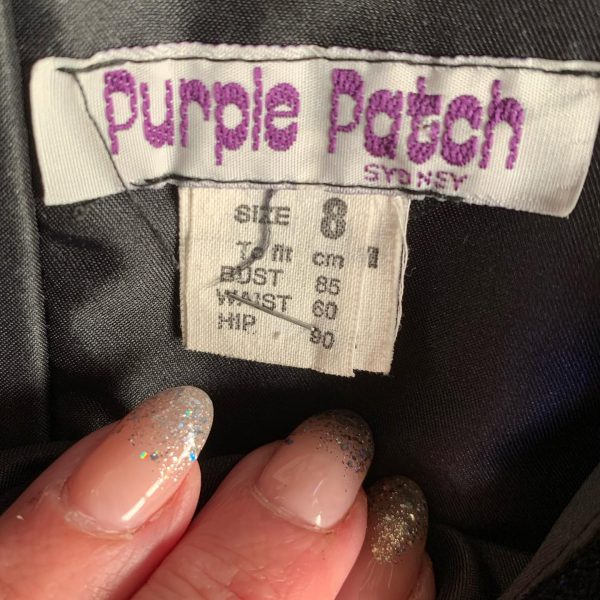 Purple Patch
SYDNEY
SIZE 8
To fit cm
BUST 85
WAIST 60
HIP 90